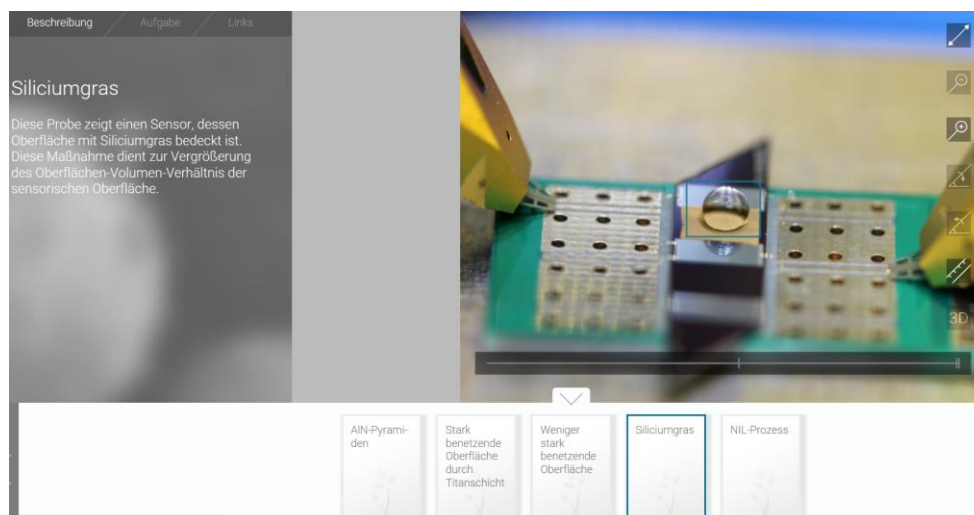 Beschreibung
Aufgabe
Links
Siliciumgras
Diese Probe zeigt einen Sensor, dessen
Oberfläche mit Siliciumgras bedeckt ist.
Diese Maßnahme dient zur Vergrößerung
des Oberflächen-Volumen-Verhältnis der
sensorischen Oberfläche.
3D
AlN-Pyrami-
den
Stark
benetzende
Oberfläche
durch
Titanschicht
Weniger
stark
benetzende
Oberfläche
Siliciumgras
NIL-Prozess